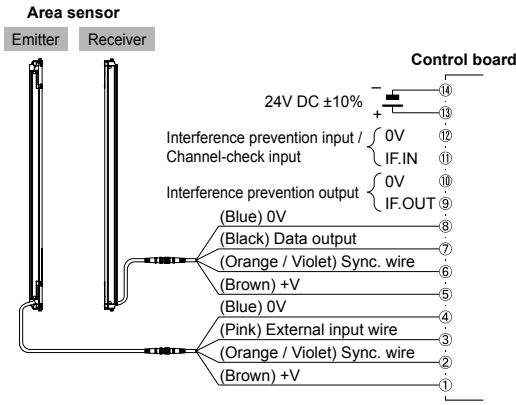 Area sensor
Emitter Receiver
Control board
24V DC ±10%
−
+
⑭
⑬
Interference prevention input /
Channel-check input
0V
IF.IN
⑫
⑪
Interference prevention output
0V
IF.OUT
⑩
⑨
(Blue) 0V
⑧
(Black) Data output
⑦
(Orange / Violet) Sync. wire
⑥
(Brown) +V
⑤
(Blue) 0V
④
(Pink) External input wire
③
(Orange / Violet) Sync. wire
②
(Brown) +V
①